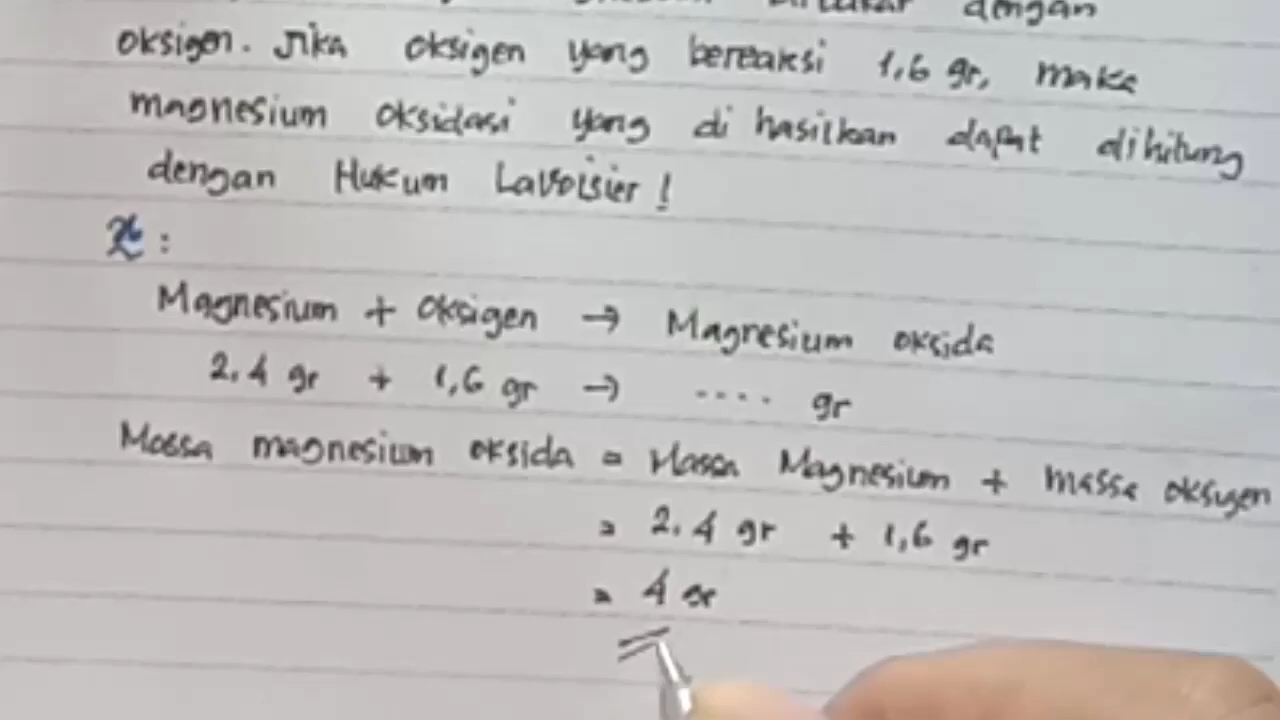 dengan
oksigen. Jika oksigen yang bereaksi 1,6 gr, maka
magnesium oksidasi yang di hasilkan dapat dihitung
dengan Hukum Lavoisier!
:
Magnesium + Oksigen → Magnesium oksida
2.4 gr + 1,6 gr → .... gr
Massa magnesium oksida = Massa Magnesium + massa oksigen
= 2.4 gr + 1,6 gr
= 4 gr